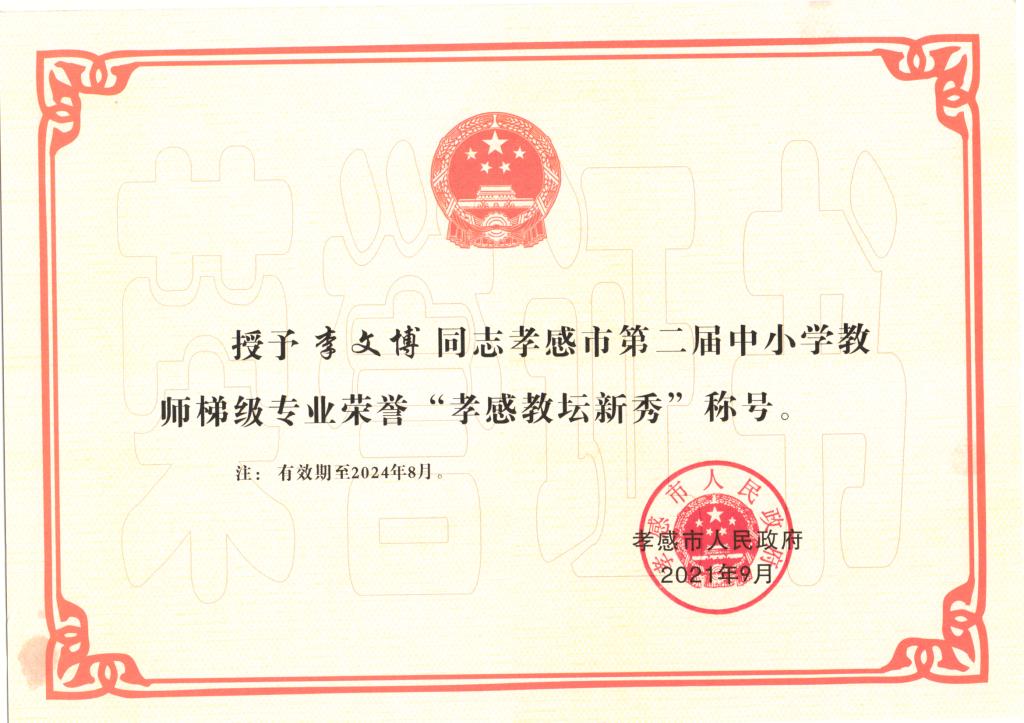 荣誉证书
授予李文博同志孝感市第二届中小学教
师梯级专业荣誉“孝感教坛新秀”称号。
注：有效期至2024年8月。
孝感市人民政府
孝感市人民政府
2021年9月